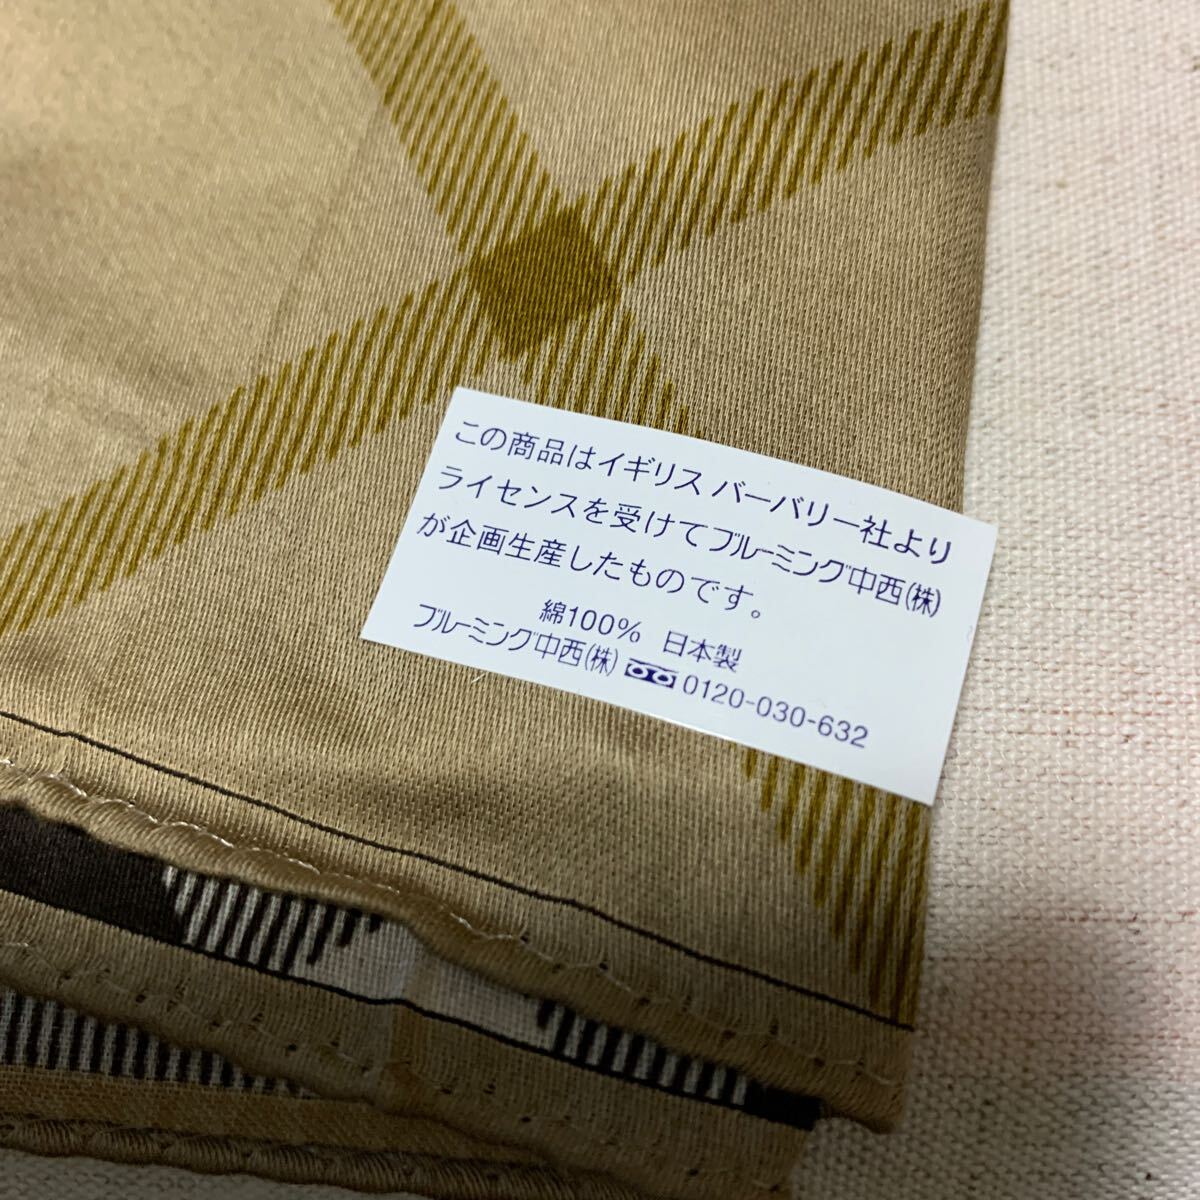 この商品はイギリス バーバリー社より
ライセンスを受けてブルーミング中西(株)
が企画生産したものです。
綿100% 日本製
ブルーミング中西(株) 0120-030-632